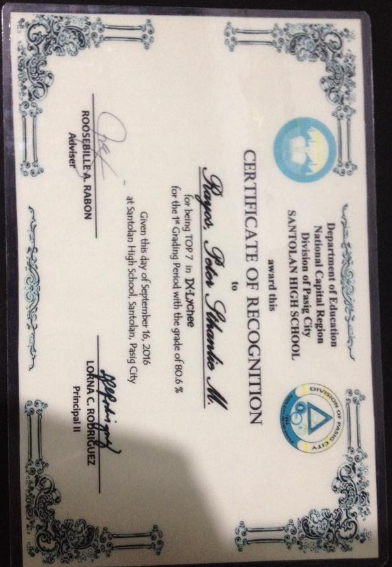 Department of Education
National Capital Region
Division of Pasig City
SANTOLAN HIGH SCHOOL
DIVISION OF PASIG CITY
award this
CERTIFICATE OF RECOGNITION
to
Rayos, Peter M.
for being TOP 7 in IX-Lychee
for the 1st Grading Period with the grade of 80.6 %
Given this day of September 16, 2016
at Santolan High School, Santolan, Pasig City
ROOSEBILLE A. RABON
Adviser
LORNA C. RODRIGUEZ
Principal II